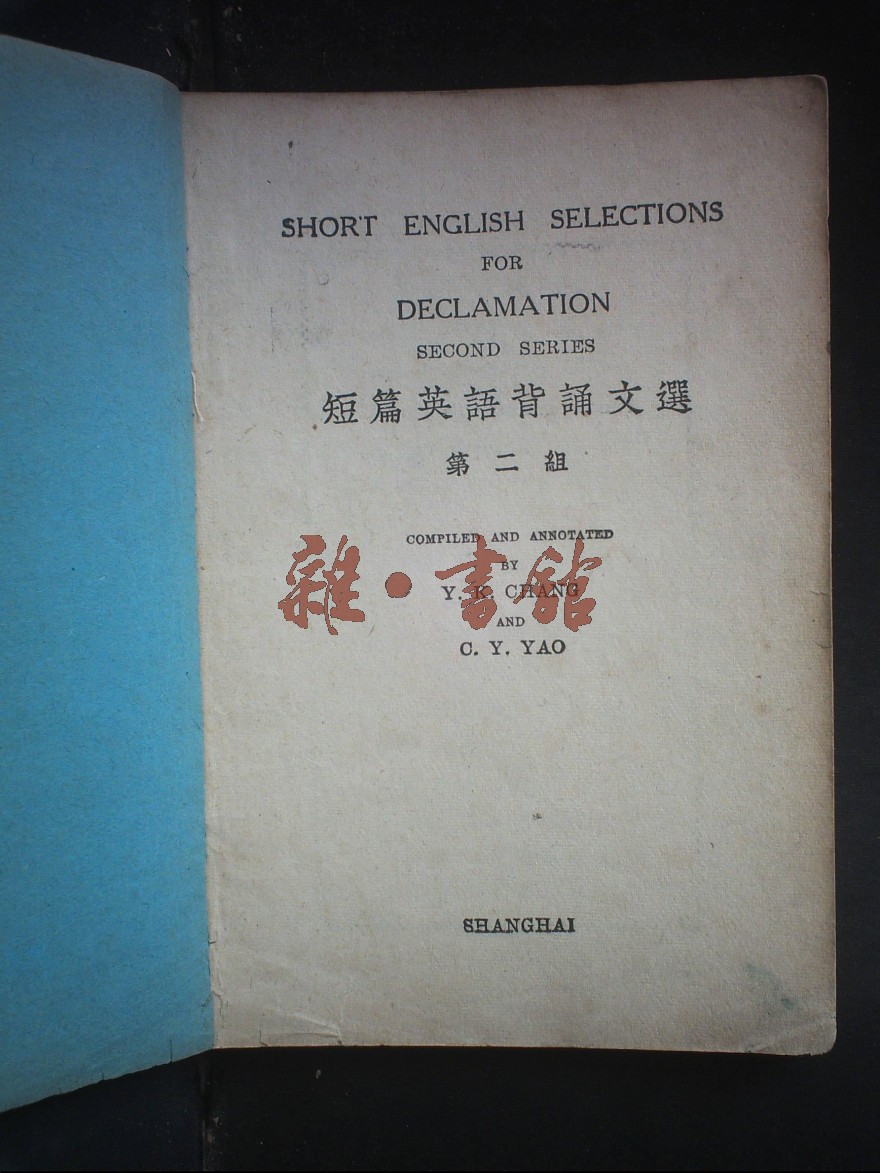 SHORT ENGLISH SELECTIONS
FOR
DECLAMATION
SECOND SERIES
短篇英語背誦文選
第二組
COMPILED AND ANNOTATED
BY
Y. K. CHANG
雜·書館
AND
C. Y. YAO
SHANGHAI